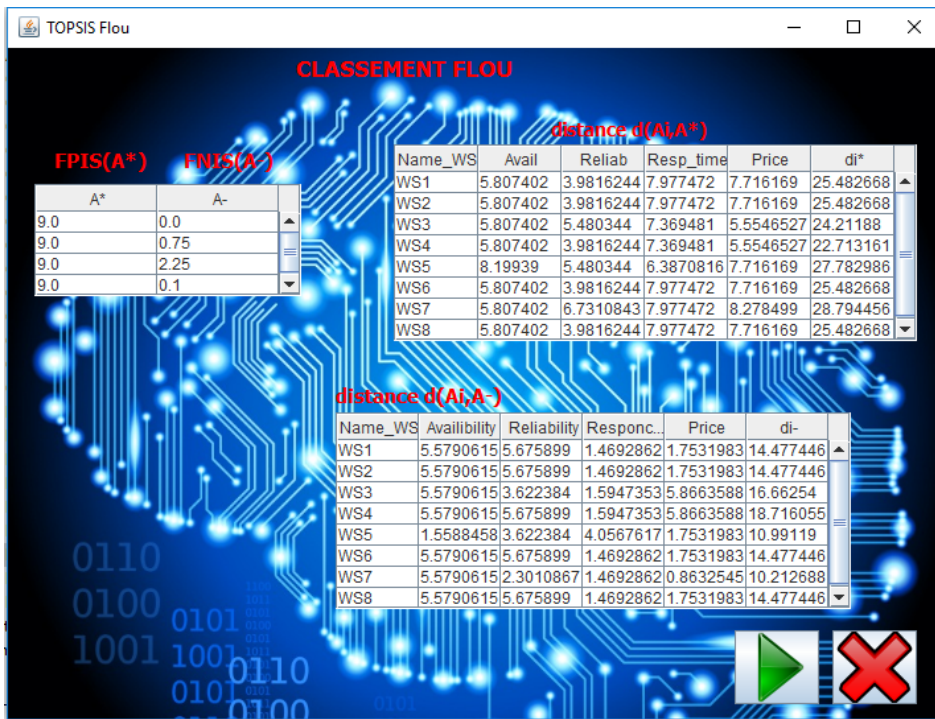 TOPSIS Flou
CLASSEMENT FLOU
distance d(Ai,A*)
FPIS(A*) FNIS(A-)
A* A-
9.0 0.0
9.0 0.75
9.0 2.25
9.0 0.1
Name_WS Avail Reliab Resp_time Price di*
WS1 5.807402 3.9816244 7.977472 7.716169 25.482668
WS2 5.807402 3.9816244 7.977472 7.716169 25.482668
WS3 5.807402 5.480344 7.369481 5.5546527 24.21188
WS4 5.807402 3.9816244 7.369481 5.5546527 22.713161
WS5 8.19939 5.480344 6.3870816 7.716169 27.782986
WS6 5.807402 3.9816244 7.977472 7.716169 25.482668
WS7 5.807402 6.7310843 7.977472 8.278499 28.794456
WS8 5.807402 3.9816244 7.977472 7.716169 25.482668
distance d(Ai,A-)
Name_WS Availibility Reliability Responc... Price di-
WS1 5.5790615 5.675899 1.4692862 1.7531983 14.477446
WS2 5.5790615 5.675899 1.4692862 1.7531983 14.477446
WS3 5.5790615 3.622384 1.5947353 5.8663588 16.66254
WS4 5.5790615 5.675899 1.5947353 5.8663588 18.716055
WS5 1.5588458 3.622384 4.0567617 1.7531983 10.99119
WS6 5.5790615 5.675899 1.4692862 1.7531983 14.477446
WS7 5.5790615 2.3010867 1.4692862 0.8632545 10.212688
WS8 5.5790615 5.675899 1.4692862 1.7531983 14.477446
0110
0100
1001
0101
1001
0101
0110
0100
0101